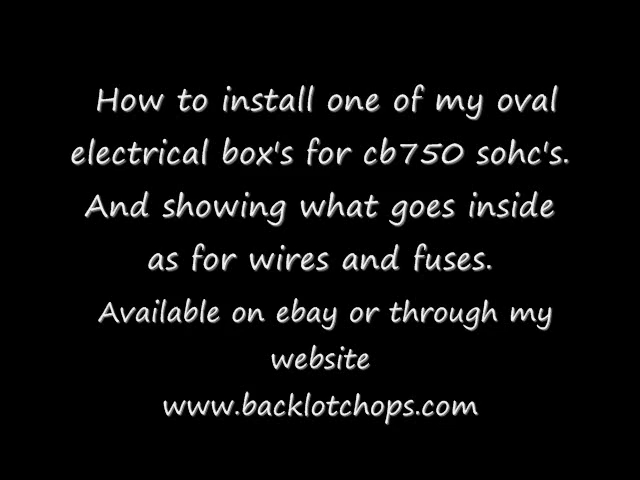 How to install one of my oval
electrical box's for cb750 sohc's.
And showing what goes inside
as for wires and fuses.
Available on ebay or through my
website
www.backlotchops.com